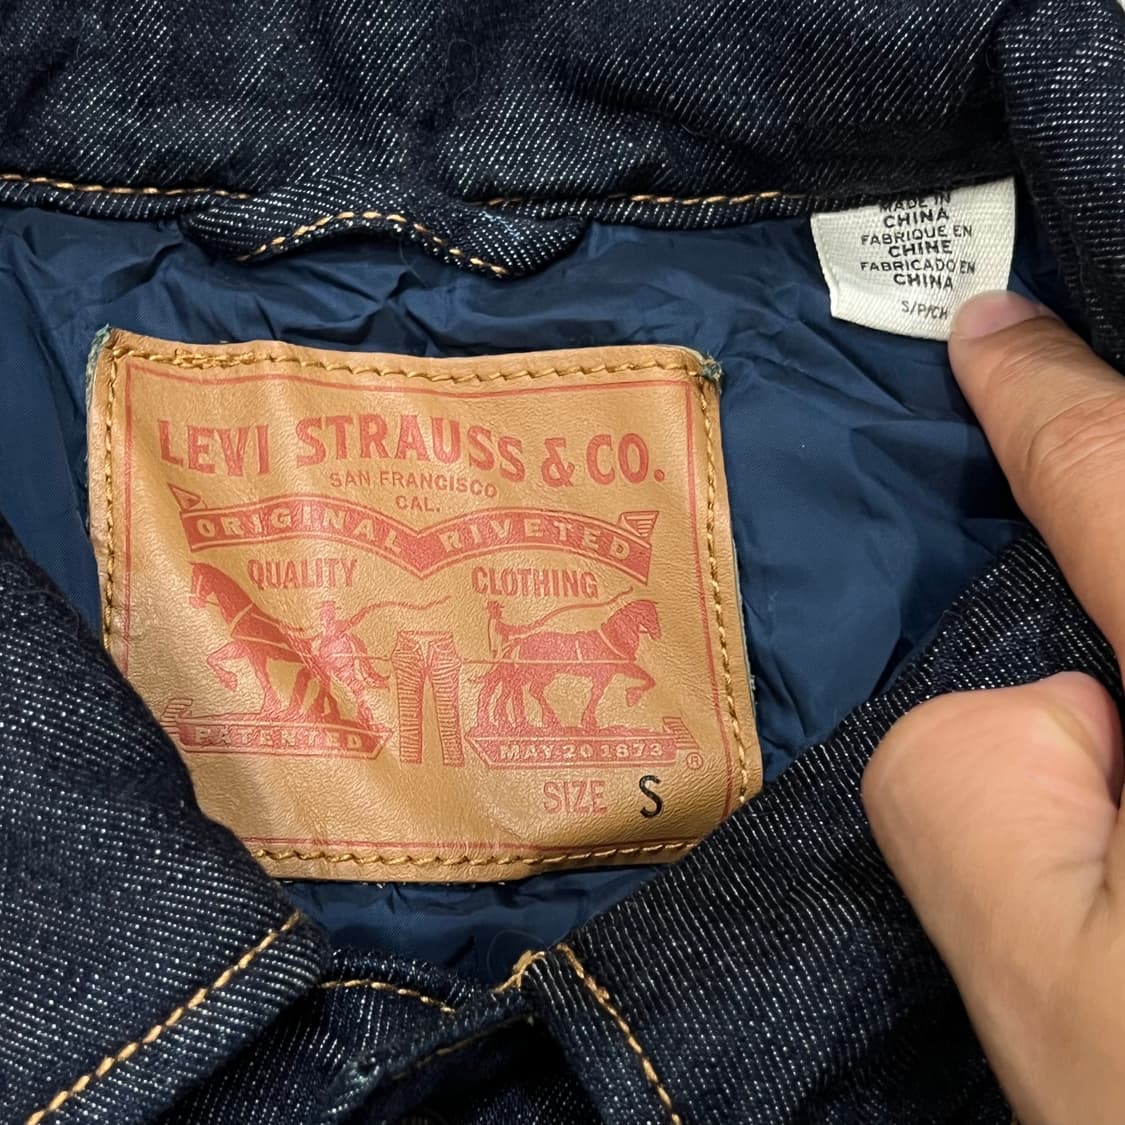 MADE IN
CHINA
FABRIQUE EN
CHINE
FABRICADO EN
CHINA
S/P/CH
LEVI STRAUSS & CO.
SAN FRANCISCO
CAL.
ORIGINAL RIVETED
QUALITY CLOTHING
PATENTED MAY 20 1873 ®
SIZE S